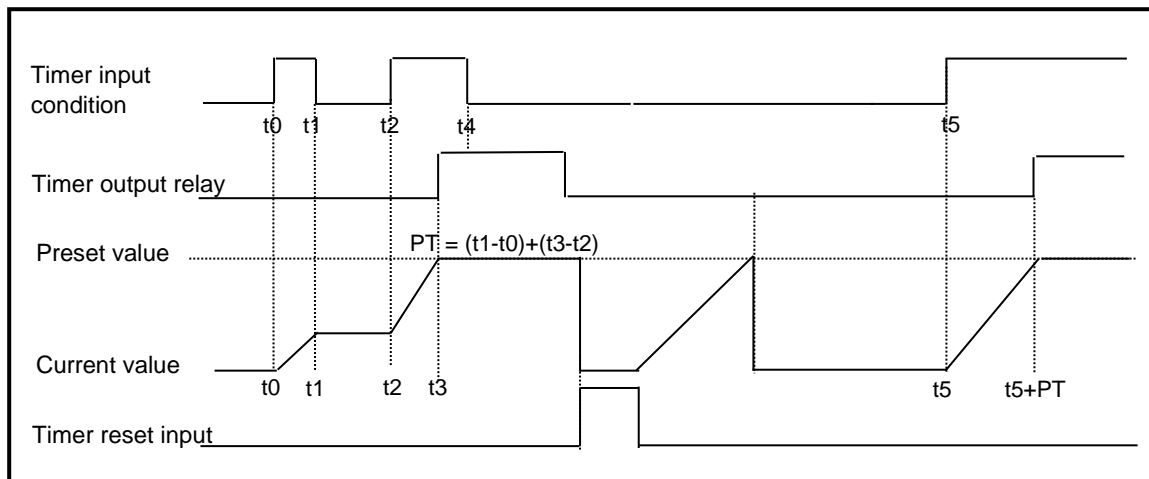 Timer input
condition
t0 t1 t2 t4 t5
Timer output relay
PT = (t1-t0)+(t3-t2)
Preset value
Current value
t0 t1 t2 t3 t5 t5+PT
Timer reset input